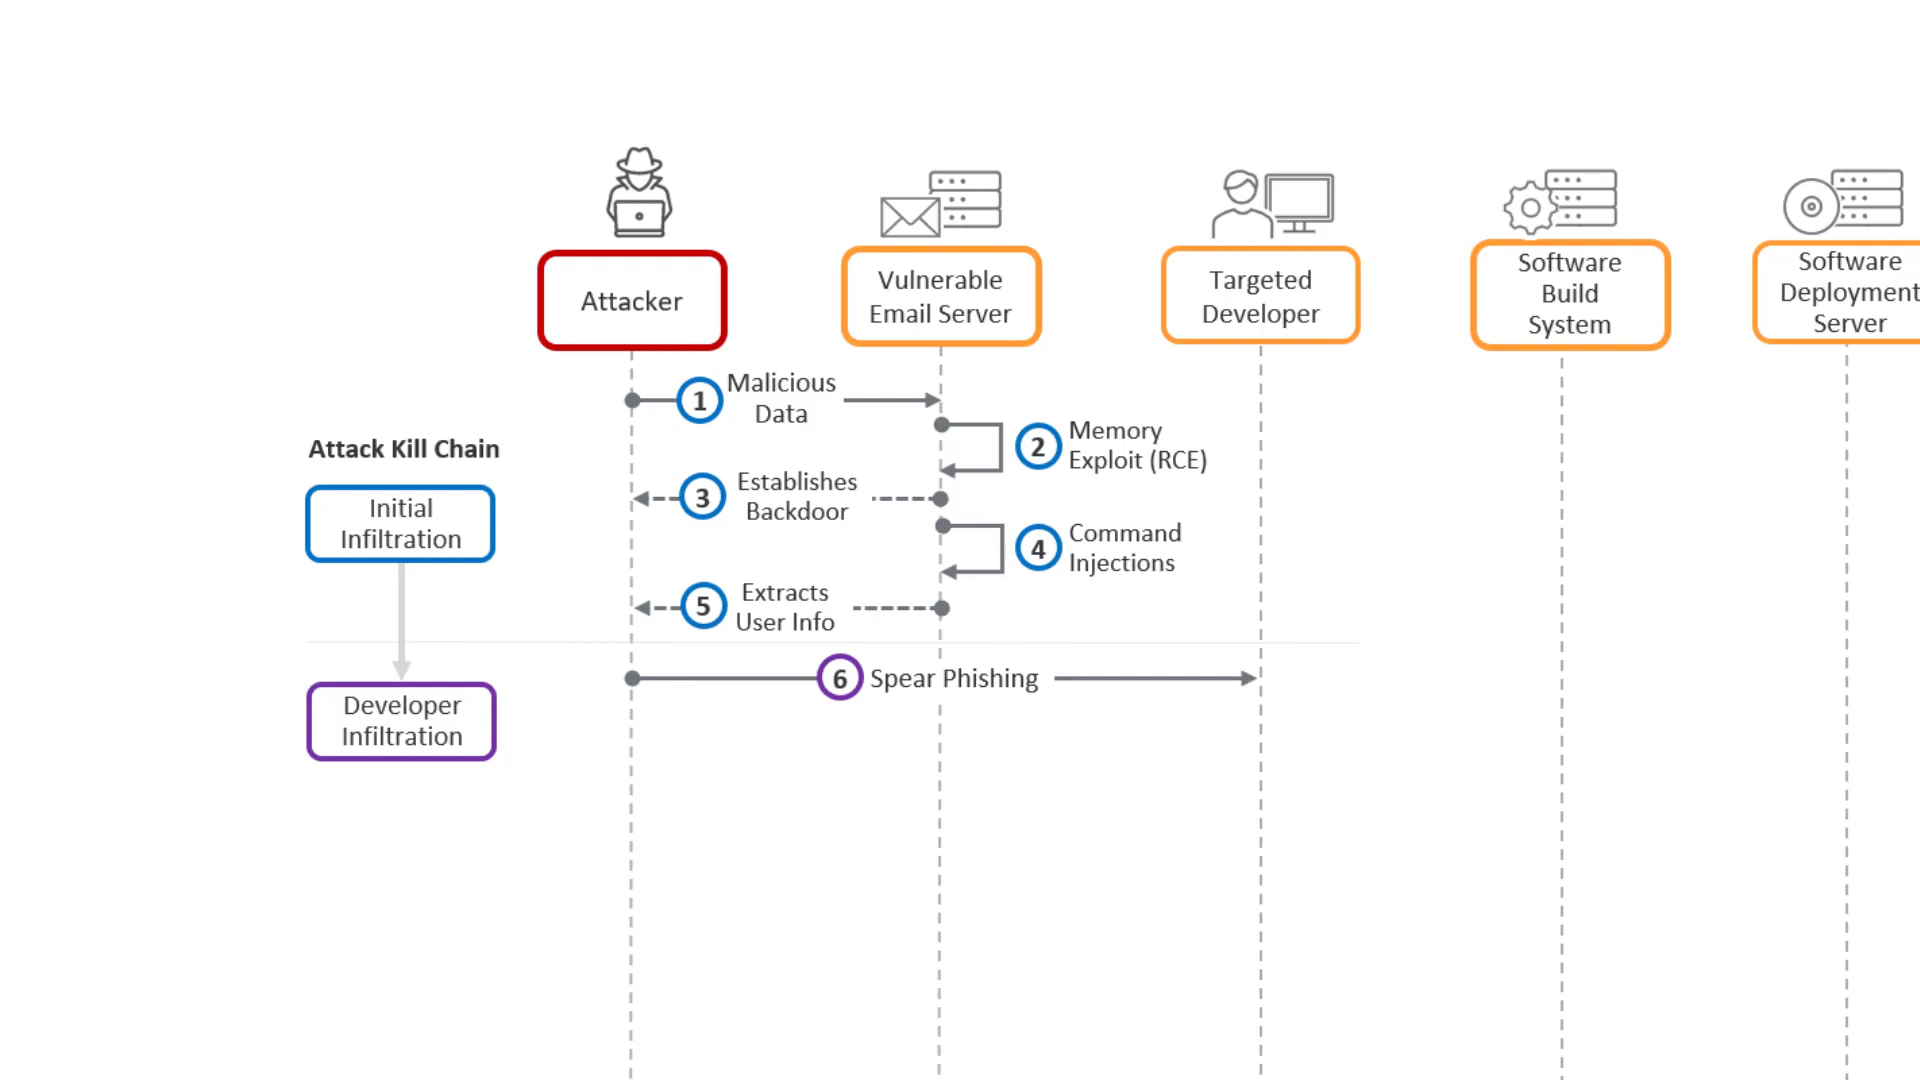 Attacker
Vulnerable
Email Server
Targeted
Developer
Software
Build
System
Software
Deployment
Server
1
Malicious
Data
2
Memory
Exploit (RCE)
Attack Kill Chain
3
Establishes
Backdoor
Initial
Infiltration
4
Command
Injections
5
Extracts
User Info
6
Spear Phishing
Developer
Infiltration